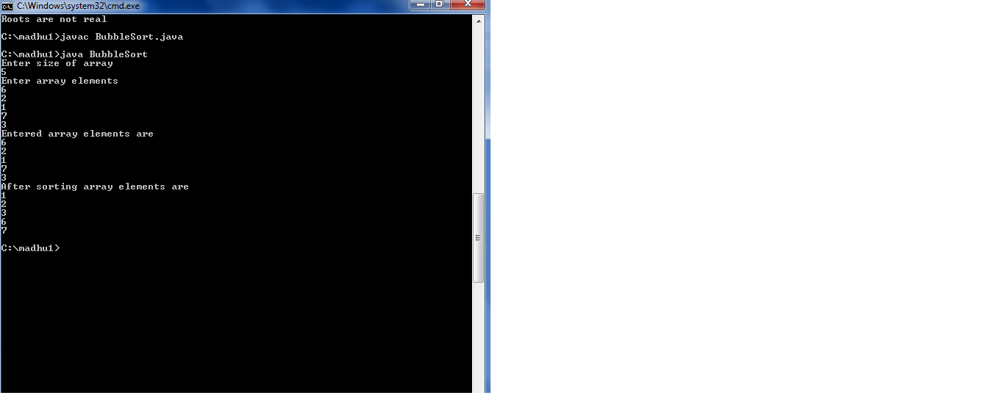 C:\Windows\system32\cmd.exe
Roots are not real
C:\madhu1>javac BubbleSort.java
C:\madhu1>java BubbleSort
Enter size of array
5
Enter array elements
6
2
1
7
3
Entered array elements are
6
2
1
7
3
After sorting array elements are
1
2
3
6
7
C:\madhu1>